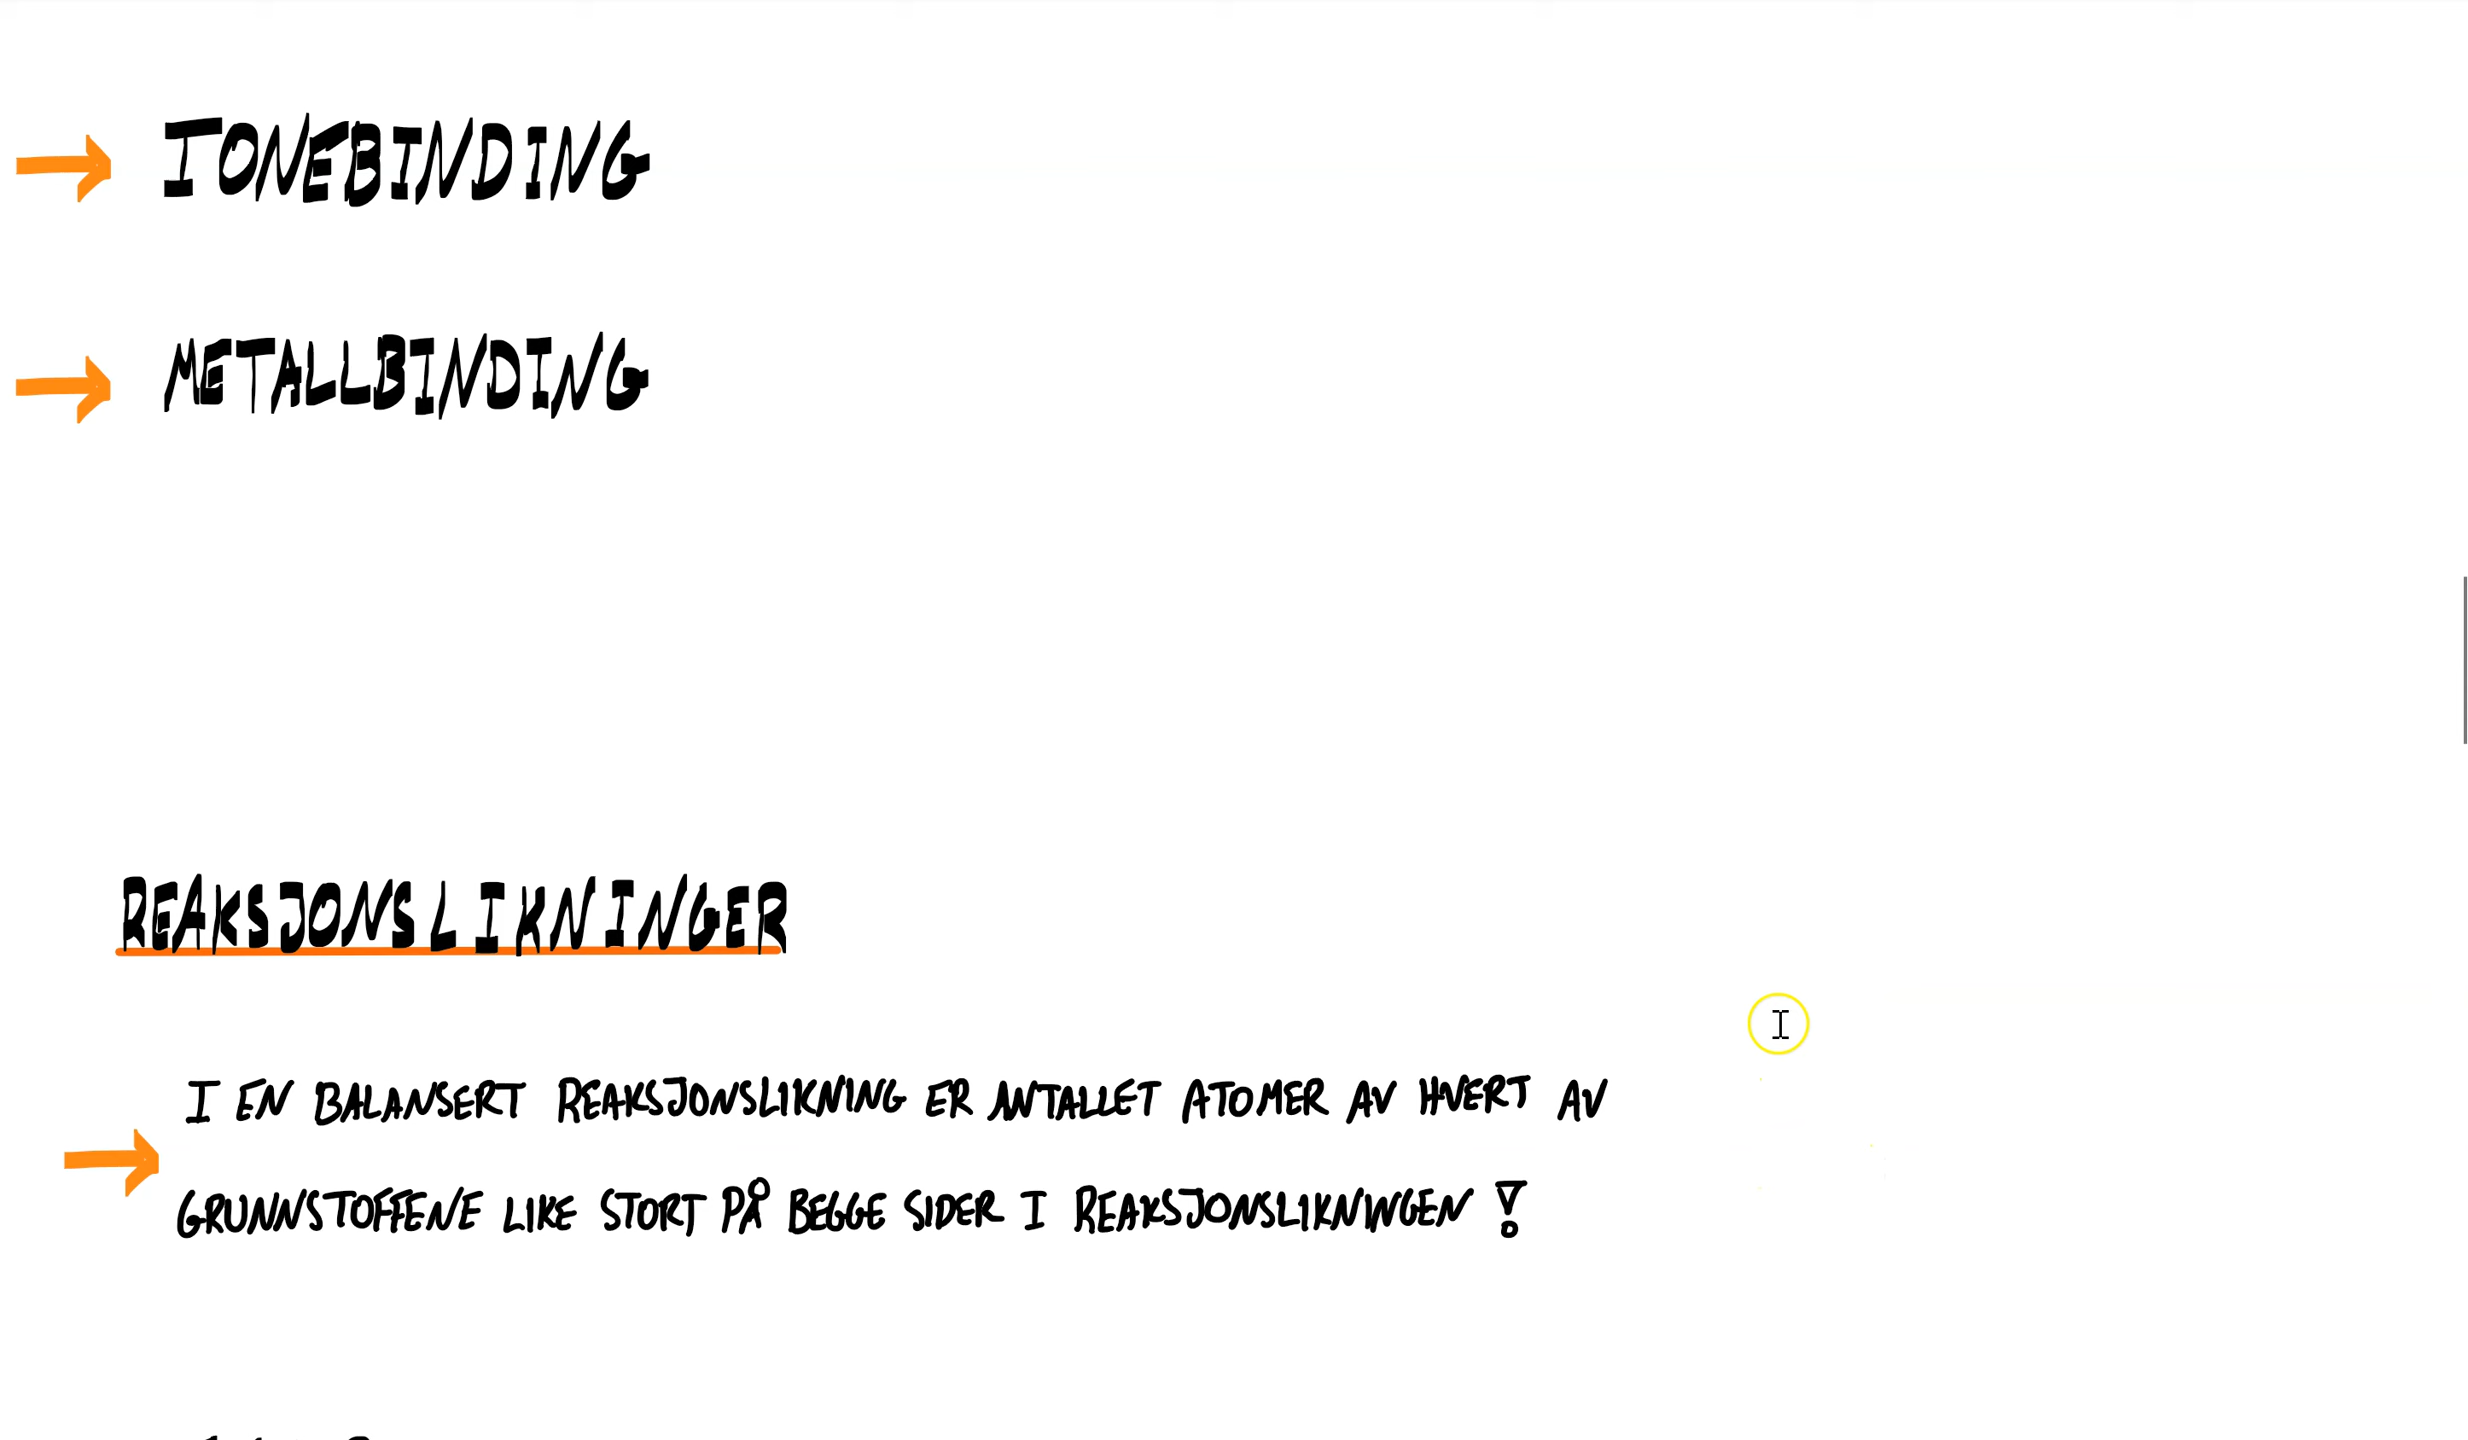 IONEBINDING
METALLBINDING
REAKSJONSLIKNINGER
I EN BALANSERT REAKSJONSLIKNING ER ANTALLET ATOMER AV HVERT AV
GRUNNSTOFFENE LIKE STORT PÅ BEGGE SIDER I REAKSJONSLIKNINGEN!